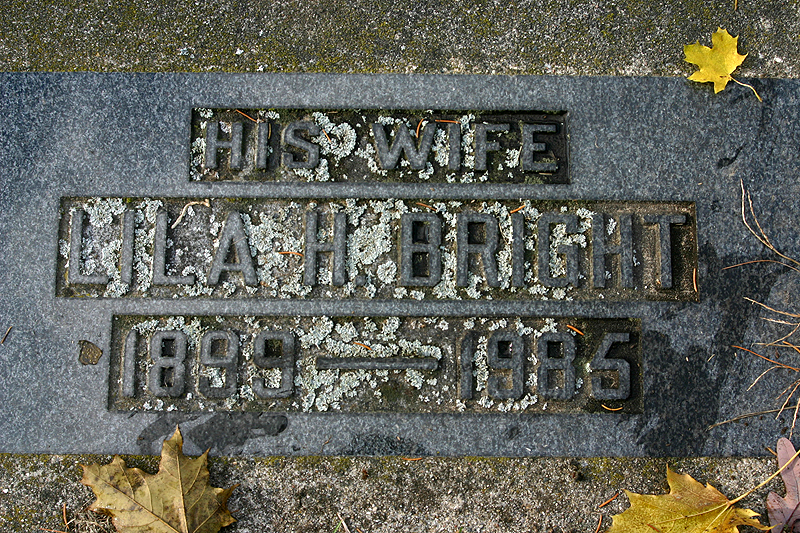 HIS WIFE
LILA H. BRIGHT
1899 — 1985